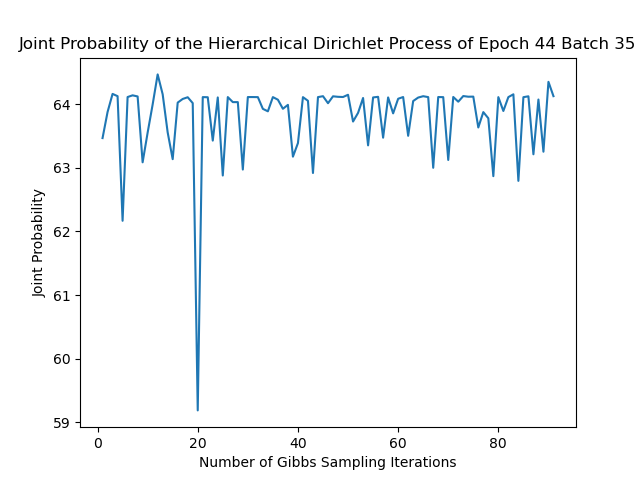 Joint Probability of the Hierarchical Dirichlet Process of Epoch 44 Batch 35
64
63
62
61
60
59
Joint Probability
0 20 40 60 80
Number of Gibbs Sampling Iterations